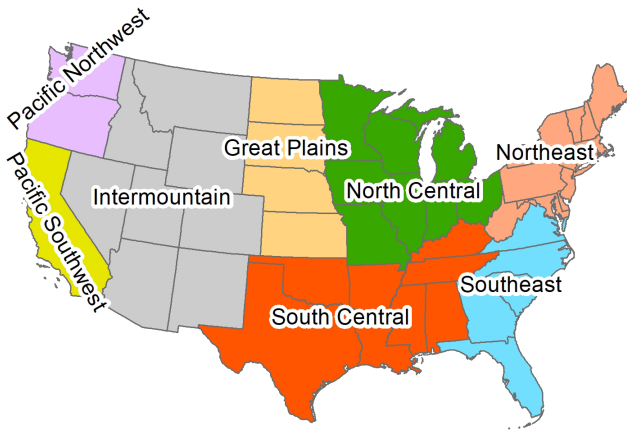 Pacific Northwest
Great Plains
Northeast
North Central
Intermountain
Pacific Southwest
Southeast
South Central